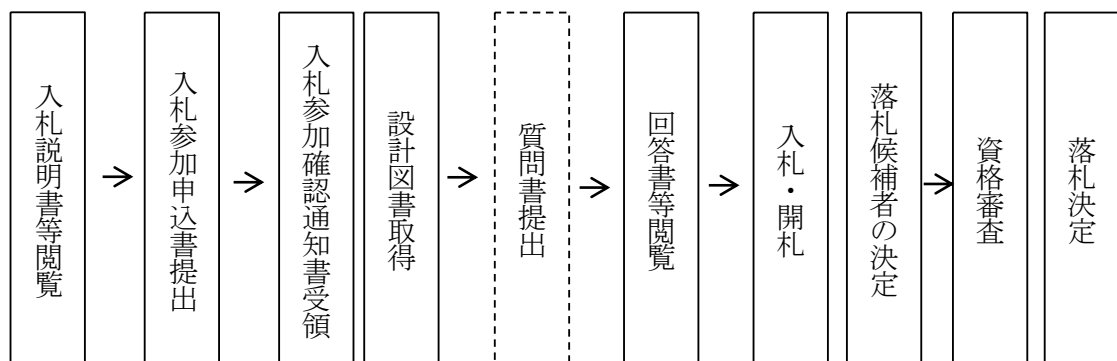 入札説明書等閲覧
入札参加申込書提出
入札参加確認通知書受領
設計図書取得
質問書提出
回答書等閲覧
入札・開札
落札候補者の決定
資格審査
落札決定